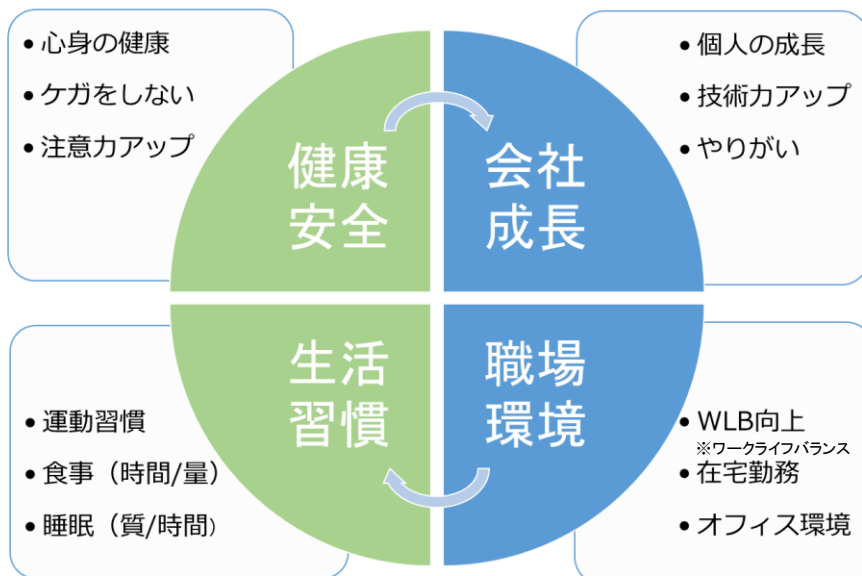 • 心身の健康
• ケガをしない
• 注意力アップ
健康
安全
会社
成長
• 個人の成長
• 技術力アップ
• やりがい
• 運動習慣
• 食事（時間/量）
• 睡眠（質/時間）
生活
習慣
職場
環境
• WLB向上
※ワークライフバランス
• 在宅勤務
• オフィス環境